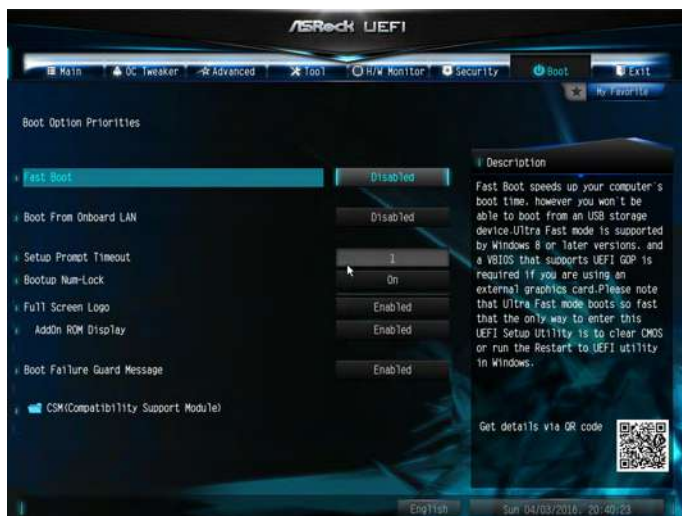 ASRock UEFI
Main OC Tweaker Advanced Tool H/W Monitor Security Boot Exit
My Favorite
Boot Option Priorities
Fast Boot Disabled
Boot From Onboard LAN Disabled
Setup Prompt Timeout 1
Bootup Num-Lock On
Full Screen Logo Enabled
AddOn ROM Display Enabled
Boot Failure Guard Message Enabled
CSM(Compatibility Support Module)
Description
Fast Boot speeds up your computer's
boot time. however you won't be
able to boot from an USB storage
device.Ultra Fast mode is supported
by Windows 8 or later versions. and
a VBIOS that supports UEFI GOP is
required if you are using an
external graphics card.Please note
that Ultra Fast mode boots so fast
that the only way to enter this
UEFI Setup Utility is to clear CMOS
or run the Restart to UEFI utility
in Windows.
Get details via QR code
English Sun 04/03/2016. 20:40:23